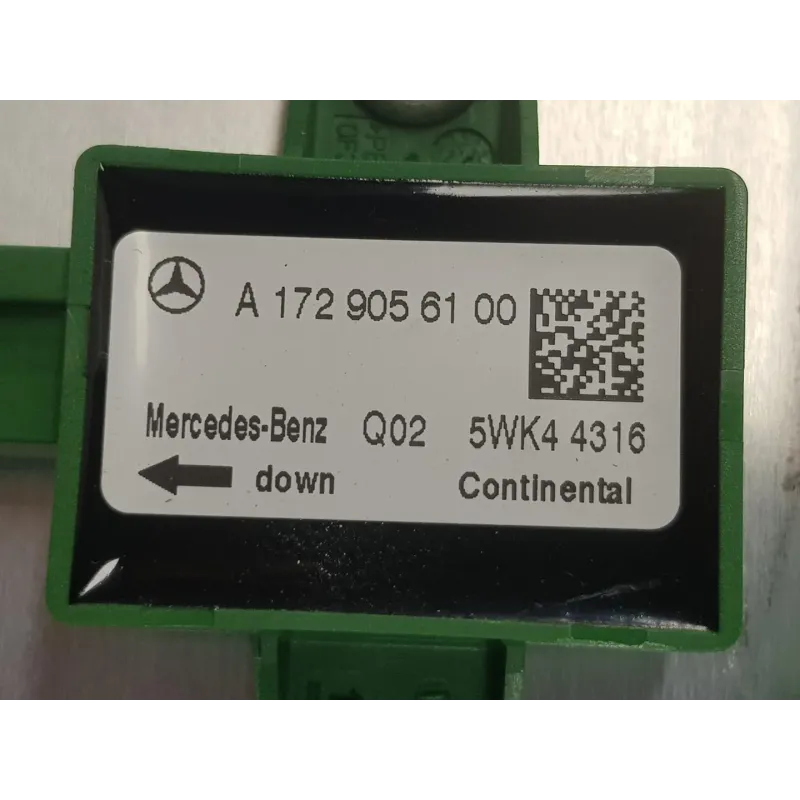 A 172 905 61 00
Mercedes-Benz Q02 5WK4 4316
down Continental